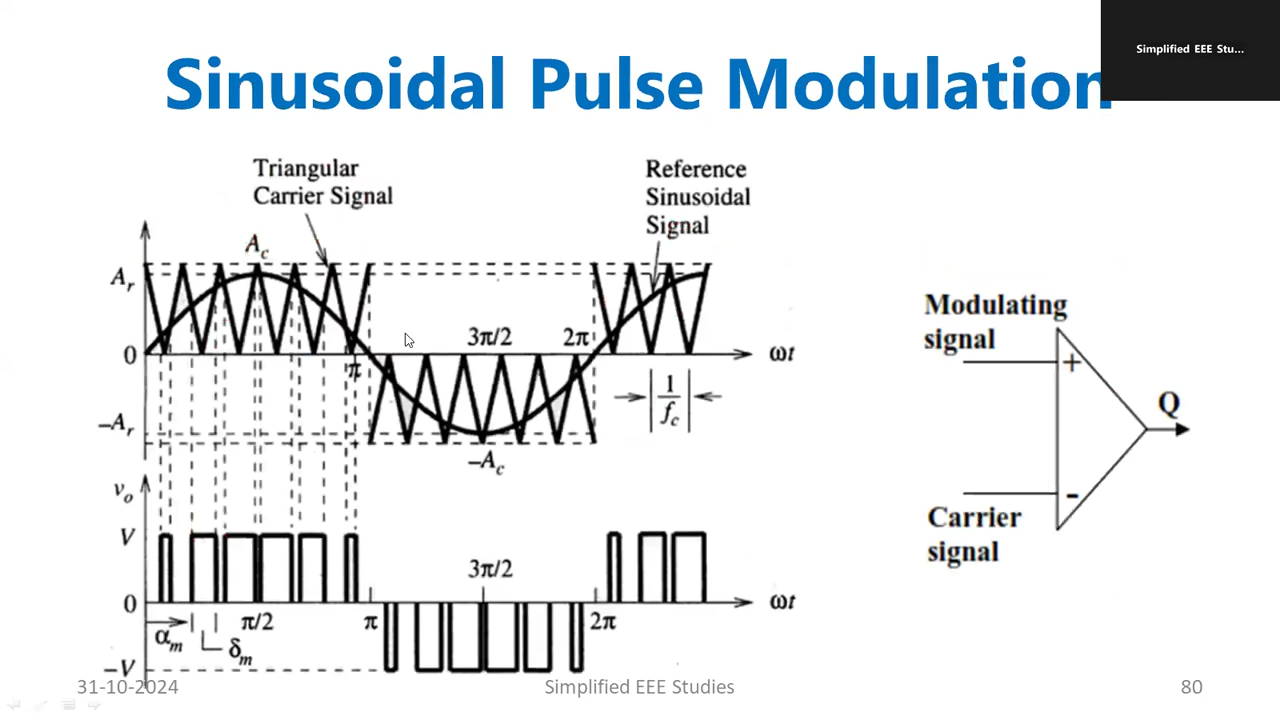 Simplified EEE Stu...
Sinusoidal Pulse Modulation
Triangular
Carrier Signal
Reference
Sinusoidal
Signal
A_c
A_r
0
π
3π/2
2π
ωt
1
f_c
–A_r
–A_c
Modulating
signal
+
Q
-
Carrier
signal
v_o
V
0
3π/2
ωt
α_m
δ_m
π/2
π
2π
–V
31-10-2024
Simplified EEE Studies
80